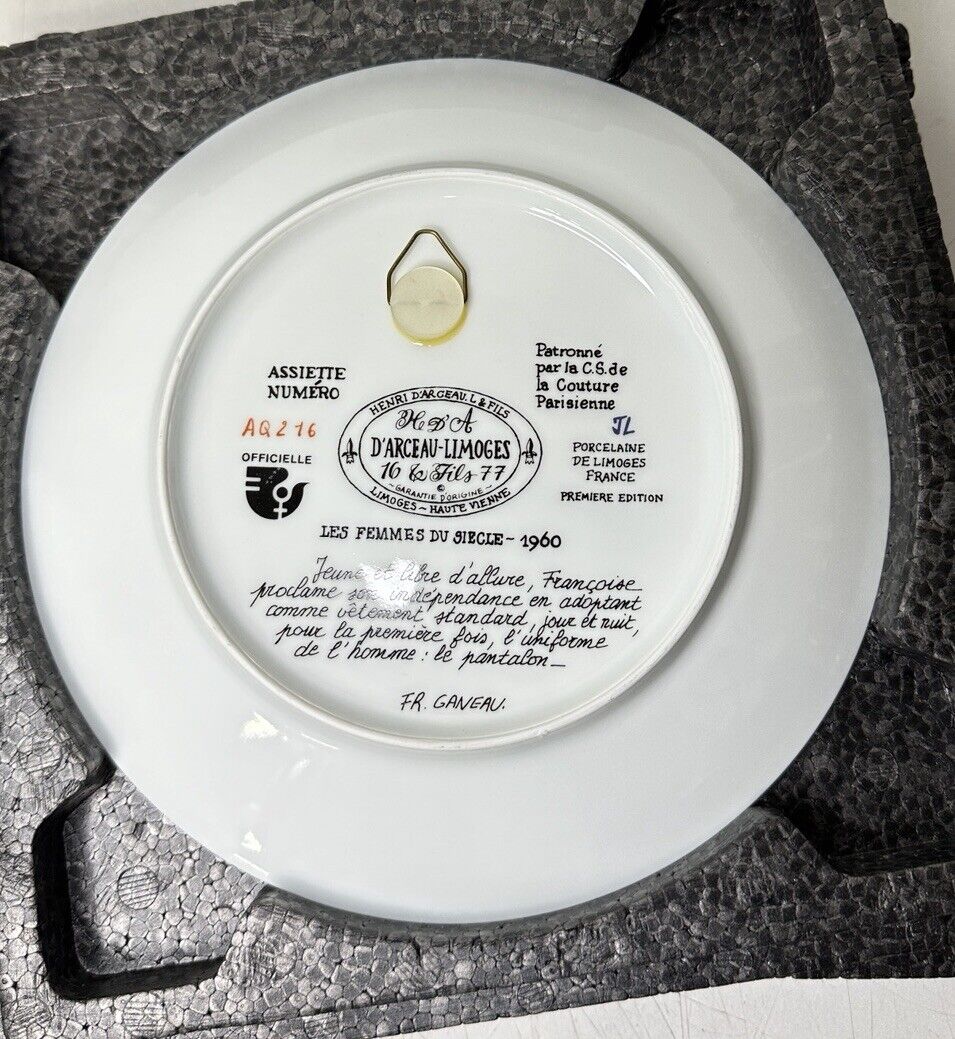 ASSIETTE
NUMÉRO
AQ216
OFFICIELLE
Patronné
par la C.S. de
la Couture
Parisienne
JL
PORCELAINE
DE LIMOGES
FRANCE
PREMIERE EDITION
HENRI D'ARCEAU. L & FILS
H D'A
D'ARCEAU-LIMOGES
16 & Fils 77
©
~GARANTIE D'ORIGINE~
LIMOGES ~ HAUTE VIENNE
LES FEMMES DU SIECLE ~ 1960
Jeune et libre d'allure, Françoise
proclame son indépendance en adoptant
comme vêtement standard, jour et nuit,
pour la première fois, l'uniforme
de l'homme : le pantalon_
FR. GANEAU.